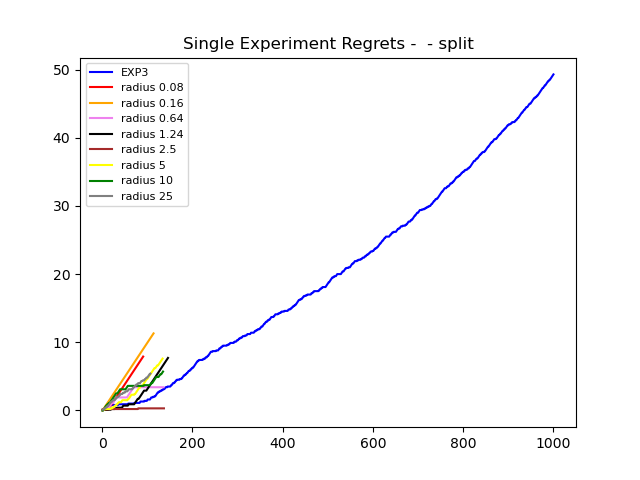 Single Experiment Regrets -  - split
EXP3
radius 0.08
radius 0.16
radius 0.64
radius 1.24
radius 2.5
radius 5
radius 10
radius 25
50
40
30
20
10
0
0 200 400 600 800 1000